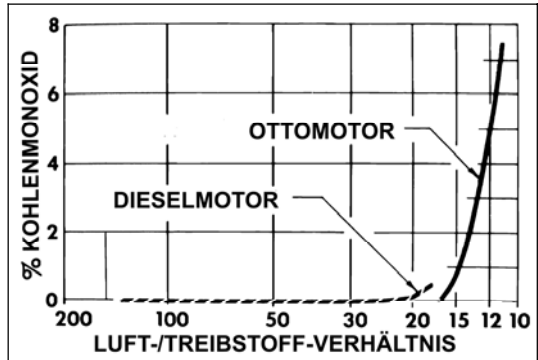 % KOHLENMONOXID
8
6
4
2
0
OTTOMOTOR
DIESELMOTOR
200 100 50 30 20 15 12 10
LUFT-/TREIBSTOFF-VERHÄLTNIS